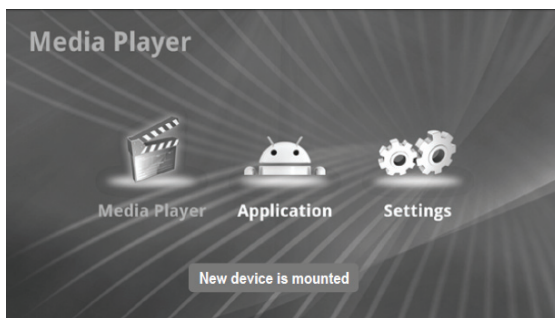 Media Player
Media Player
Application
Settings
New device is mounted